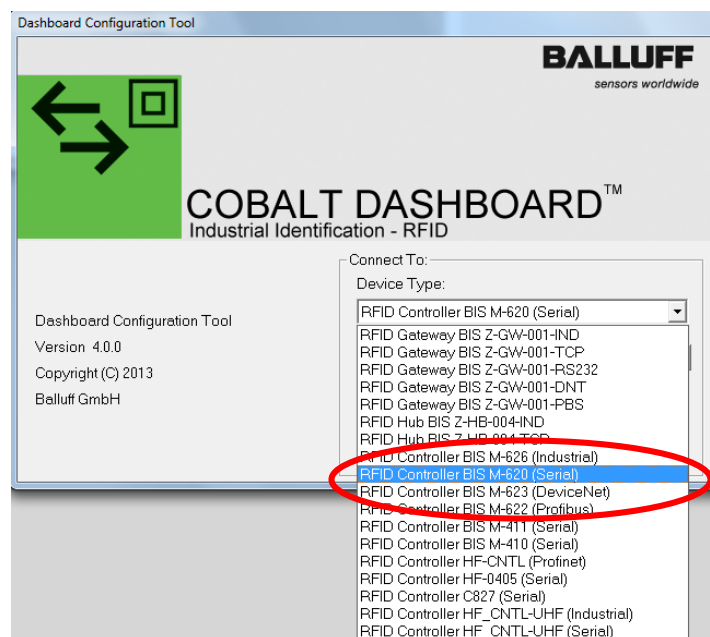 Dashboard Configuration Tool
BALLUFF
sensors worldwide
COBALT DASHBOARD™
Industrial Identification - RFID
Connect To:
Device Type:
RFID Controller BIS M-620 (Serial)
Dashboard Configuration Tool
Version 4.0.0
Copyright (C) 2013
Balluff GmbH
RFID Gateway BIS Z-GW-001-IND
RFID Gateway BIS Z-GW-001-TCP
RFID Gateway BIS Z-GW-001-RS232
RFID Gateway BIS Z-GW-001-DNT
RFID Gateway BIS Z-GW-001-PBS
RFID Hub BIS Z-HB-004-IND
RFID Hub BIS Z-HB-004-TCP
RFID Controller BIS M-626 (Industrial)
RFID Controller BIS M-620 (Serial)
RFID Controller BIS M-623 (DeviceNet)
RFID Controller BIS M-622 (Profibus)
RFID Controller BIS M-411 (Serial)
RFID Controller BIS M-410 (Serial)
RFID Controller HF-CNTL (Profinet)
RFID Controller HF-0405 (Serial)
RFID Controller C827 (Serial)
RFID Controller HF_CNTL-UHF (Industrial)
RFID Controller HF_CNTL-UHF (Serial)